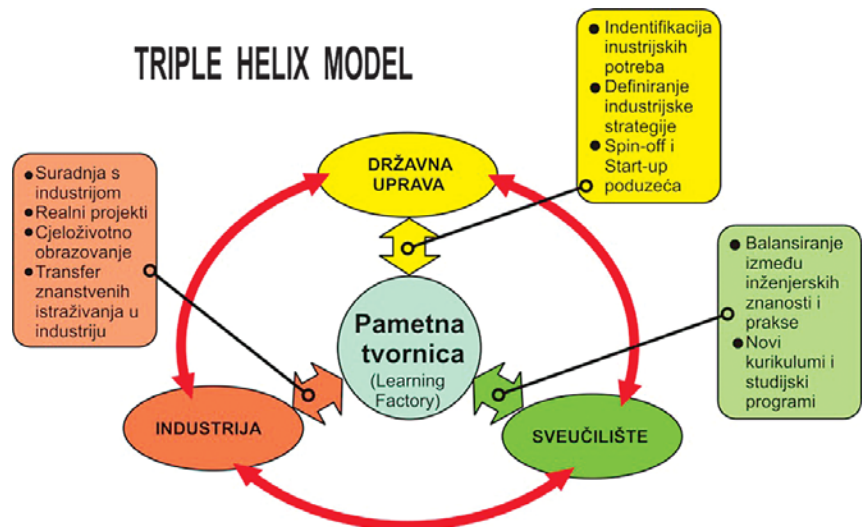 TRIPLE HELIX MODEL
● Indentifikacija
inustrijskih
potreba
● Definiranje
industrijske
strategije
● Spin-off i
Start-up
poduzeća
DRŽAVNA
UPRAVA
● Suradnja s
industrijom
● Realni projekti
● Cjeloživotno
obrazovanje
● Transfer
znanstvenih
istraživanja u
industriju
● Balansiranje
između
inženjerskih
znanosti i
prakse
● Novi
kurikulumi i
studijski
programi
Pametna
tvornica
(Learning
Factory)
INDUSTRIJA
SVEUČILIŠTE